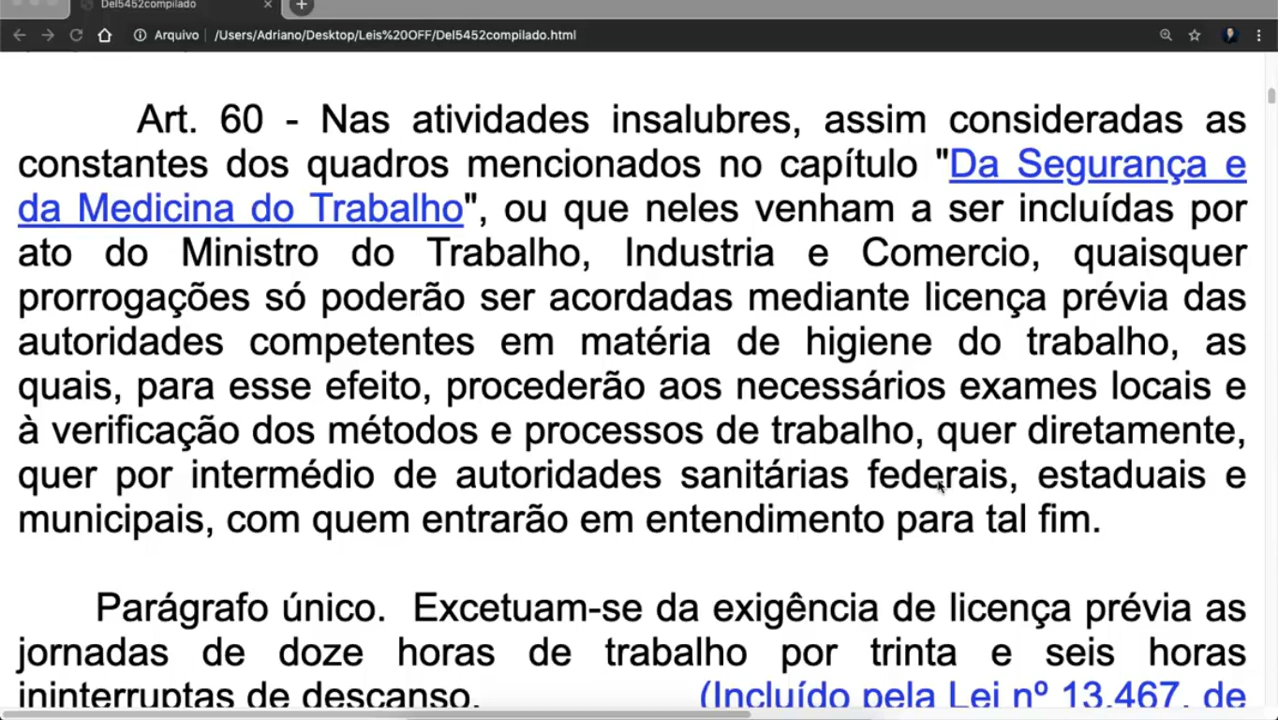 Del5452compilado
Arquivo
/Users/Adriano/Desktop/Leis%20OFF/Del5452compilado.html
Art. 60 - Nas atividades insalubres, assim consideradas as
constantes dos quadros mencionados no capítulo "Da Segurança e
da Medicina do Trabalho", ou que neles venham a ser incluídas por
ato do Ministro do Trabalho, Industria e Comercio, quaisquer
prorrogações só poderão ser acordadas mediante licença prévia das
autoridades competentes em matéria de higiene do trabalho, as
quais, para esse efeito, procederão aos necessários exames locais e
à verificação dos métodos e processos de trabalho, quer diretamente,
quer por intermédio de autoridades sanitárias federais, estaduais e
municipais, com quem entrarão em entendimento para tal fim.
Parágrafo único. Excetuam-se da exigência de licença prévia as
jornadas de doze horas de trabalho por trinta e seis horas
ininterruptas de descanso. (Incluído pela Lei nº 13.467, de